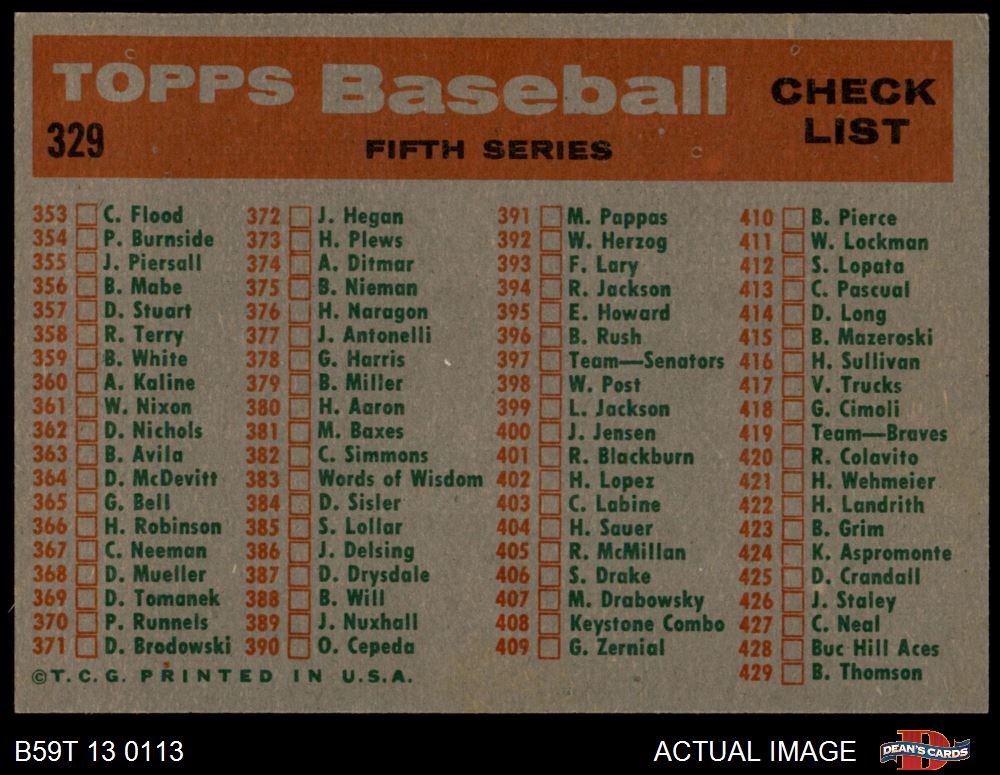 TOPPS Baseball
CHECK LIST
329
FIFTH SERIES
353 C. Flood
354 P. Burnside
355 J. Piersall
356 B. Mabe
357 D. Stuart
358 R. Terry
359 B. White
360 A. Kaline
361 W. Nixon
362 D. Nichols
363 B. Avila
364 D. McDevitt
365 G. Bell
366 H. Robinson
367 C. Neeman
368 D. Mueller
369 D. Tomanek
370 P. Runnels
371 D. Brodowski
372 J. Hegan
373 H. Plews
374 A. Ditmar
375 B. Nieman
376 H. Naragon
377 J. Antonelli
378 G. Harris
379 B. Miller
380 H. Aaron
381 M. Baxes
382 C. Simmons
383 Words of Wisdom
384 D. Sisler
385 S. Lollar
386 J. Delsing
387 D. Drysdale
388 B. Will
389 J. Nuxhall
390 O. Cepeda
391 M. Pappas
392 W. Herzog
393 F. Lary
394 R. Jackson
395 E. Howard
396 B. Rush
397 Team—Senators
398 W. Post
399 L. Jackson
400 J. Jensen
401 R. Blackburn
402 H. Lopez
403 C. Labine
404 H. Sauer
405 R. McMillan
406 S. Drake
407 M. Drabowsky
408 Keystone Combo
409 G. Zernial
410 B. Pierce
411 W. Lockman
412 S. Lopata
413 C. Pascual
414 D. Long
415 B. Mazeroski
416 H. Sullivan
417 V. Trucks
418 G. Cimoli
419 Team—Braves
420 R. Colavito
421 H. Wehmeier
422 H. Landrith
423 B. Grim
424 K. Aspromonte
425 D. Crandall
426 J. Staley
427 C. Neal
428 Buc Hill Aces
429 B. Thomson
©T. C. G. PRINTED IN U.S.A.
B59T 13 0113
ACTUAL IMAGE
D
DEAN'S CARDS